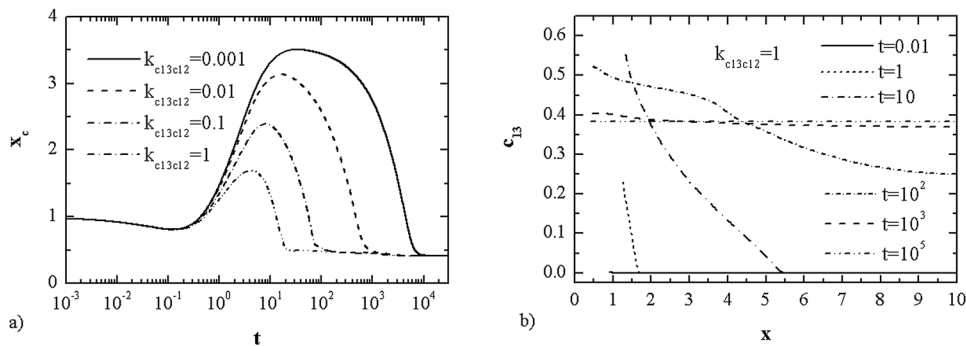 4
3
2
1
0
x_c
k_c13c12=0.001
k_c13c12=0.01
k_c13c12=0.1
k_c13c12=1
10^-3 10^-2 10^-1 10^0 10^1 10^2 10^3 10^4
t
a)
0.6
0.5
0.4
0.3
0.2
0.1
0.0
c_13
k_c13c12=1
t=0.01
t=1
t=10
t=10^2
t=10^3
t=10^5
0 1 2 3 4 5 6 7 8 9 10
x
b)